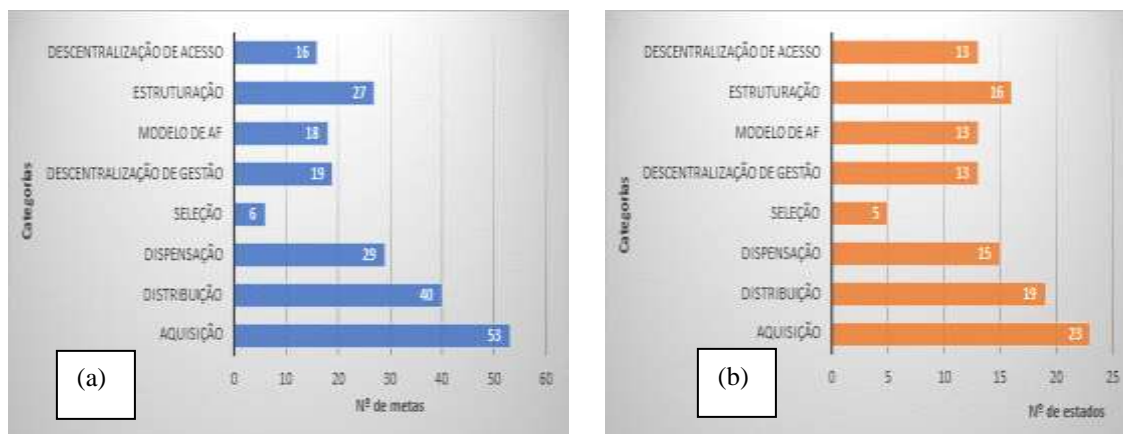 DESCENTRALIZAÇÃO DE ACESSO
16
ESTRUTURAÇÃO
27
MODELO DE AF
18
DESCENTRALIZAÇÃO DE GESTÃO
19
SELEÇÃO
6
DISPENSAÇÃO
29
DISTRIBUIÇÃO
40
AQUISIÇÃO
53
Categorias
0 10 20 30 40 50 60
Nº de metas
(a)
DESCENTRALIZAÇÃO DE ACESSO
13
ESTRUTURAÇÃO
16
MODELO DE AF
13
DESCENTRALIZAÇÃO DE GESTÃO
13
SELEÇÃO
5
DISPENSAÇÃO
15
DISTRIBUIÇÃO
19
AQUISIÇÃO
23
Categorias
0 5 10 15 20 25
Nº de estados
(b)